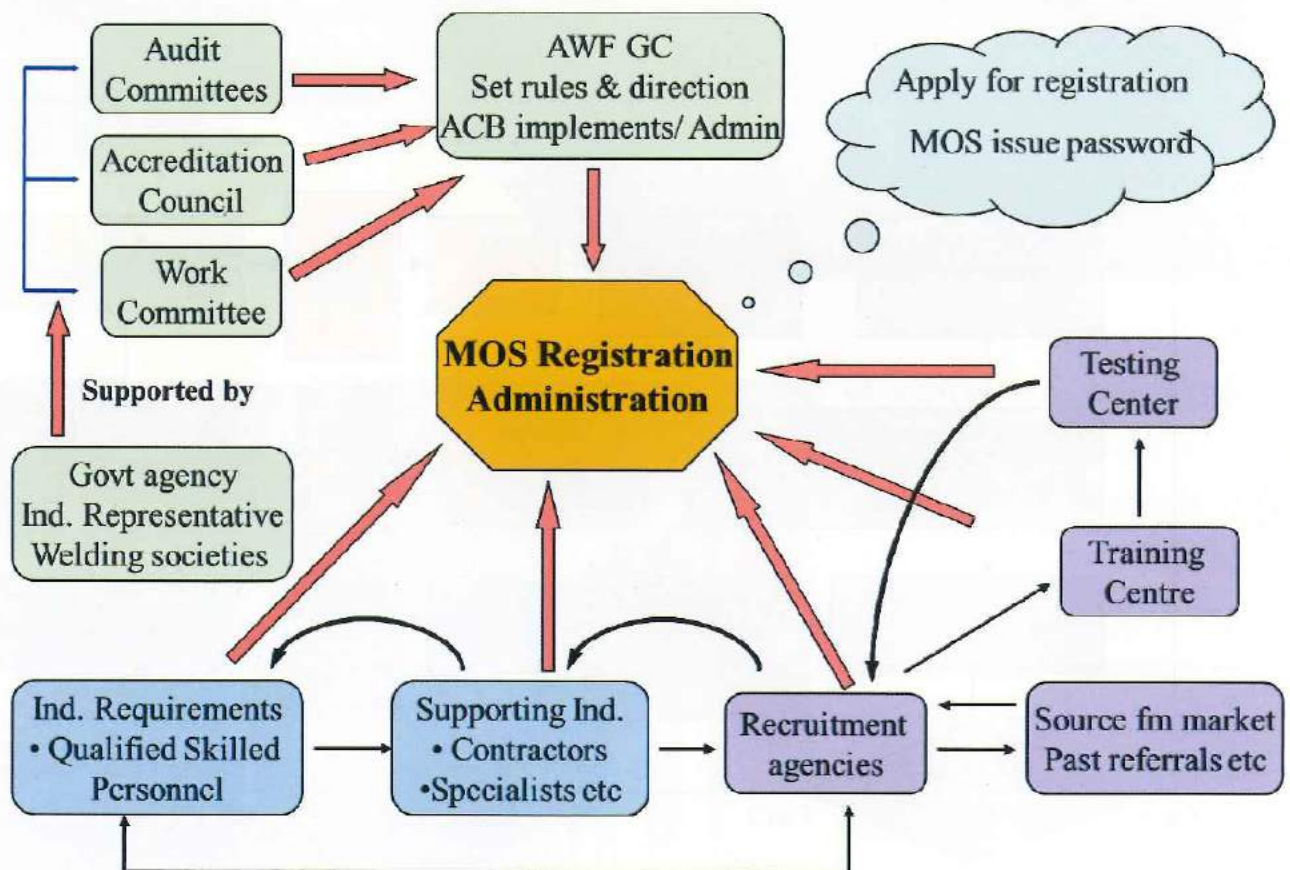 Audit
Committees
AWF GC
Set rules & direction
ACB implements/ Admin
Apply for registration
MOS issue password
Accreditation
Council
Work
Committee
Supported by
MOS Registration
Administration
Testing
Center
Govt agency
Ind. Representative
Welding societies
Training
Centre
Ind. Requirements
• Qualified Skilled
Personnel
Supporting Ind.
• Contractors
•Specialists etc
Recruitment
agencies
Source fm market
Past referrals etc